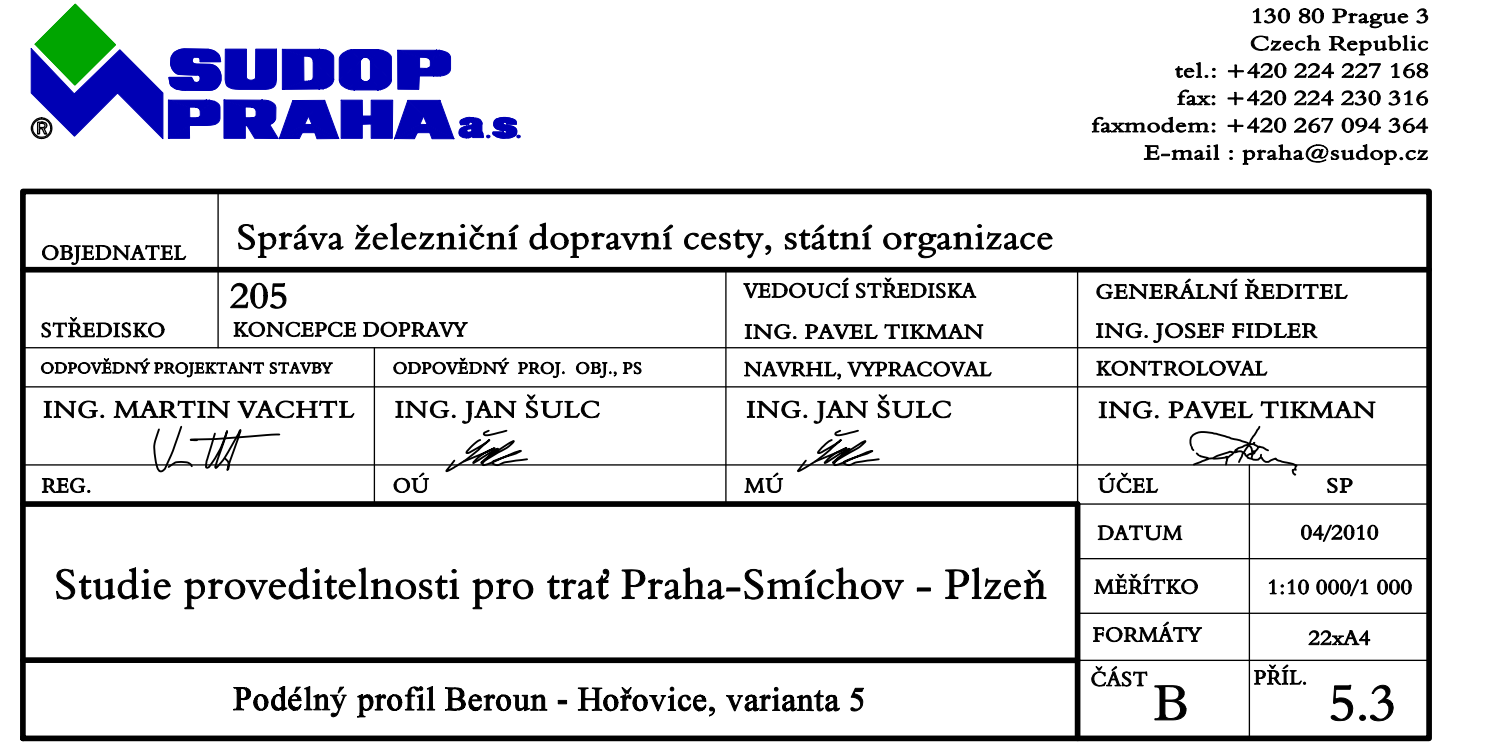 SUDOP
PRAHA a.s.
®
130 80 Prague 3
Czech Republic
tel.: +420 224 227 168
fax: +420 224 230 316
faxmodem: +420 267 094 364
E-mail : praha@sudop.cz
OBJEDNATEL
Správa železniční dopravní cesty, státní organizace
STŘEDISKO
205
KONCEPCE DOPRAVY
VEDOUCÍ STŘEDISKA
ING. PAVEL TIKMAN
GENERÁLNÍ ŘEDITEL
ING. JOSEF FIDLER
ODPOVĚDNÝ PROJEKTANT STAVBY
ODPOVĚDNÝ PROJ. OBJ., PS
NAVRHL, VYPRACOVAL
KONTROLOVAL
ING. MARTIN VACHTL
ING. JAN ŠULC
ING. JAN ŠULC
ING. PAVEL TIKMAN
REG.
OÚ
MÚ
ÚČEL
SP
Studie proveditelnosti pro trať Praha-Smíchov - Plzeň
DATUM
04/2010
MĚŘÍTKO
1:10 000/1 000
FORMÁTY
22xA4
Podélný profil Beroun - Hořovice, varianta 5
ČÁST
B
PŘÍL.
5.3